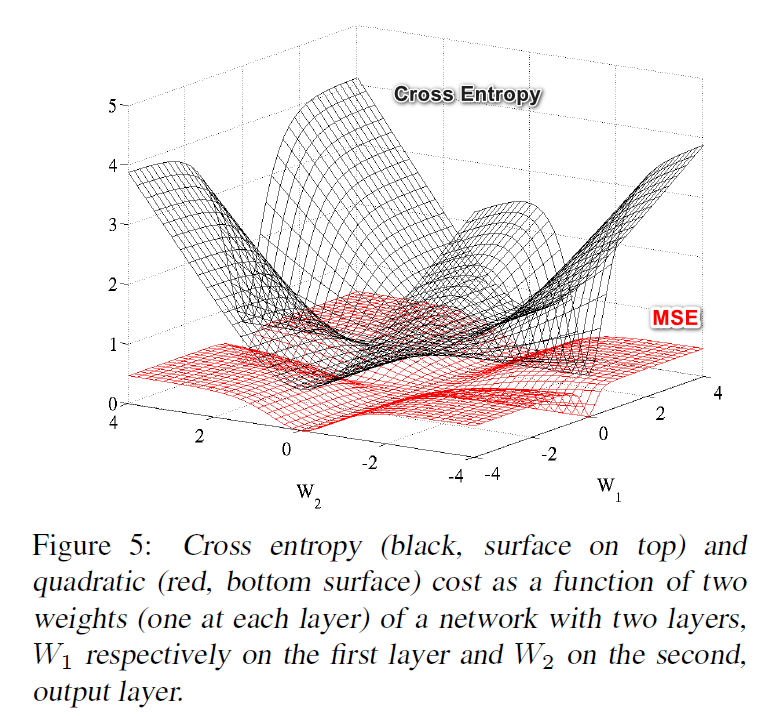 Cross Entropy
5
4
3
2
1
0
MSE
4
2
0
-2
-4
W2
-4
-2
0
2
4
W1
Figure 5: Cross entropy (black, surface on top) and
quadratic (red, bottom surface) cost as a function of two
weights (one at each layer) of a network with two layers,
W1 respectively on the first layer and W2 on the second,
output layer.